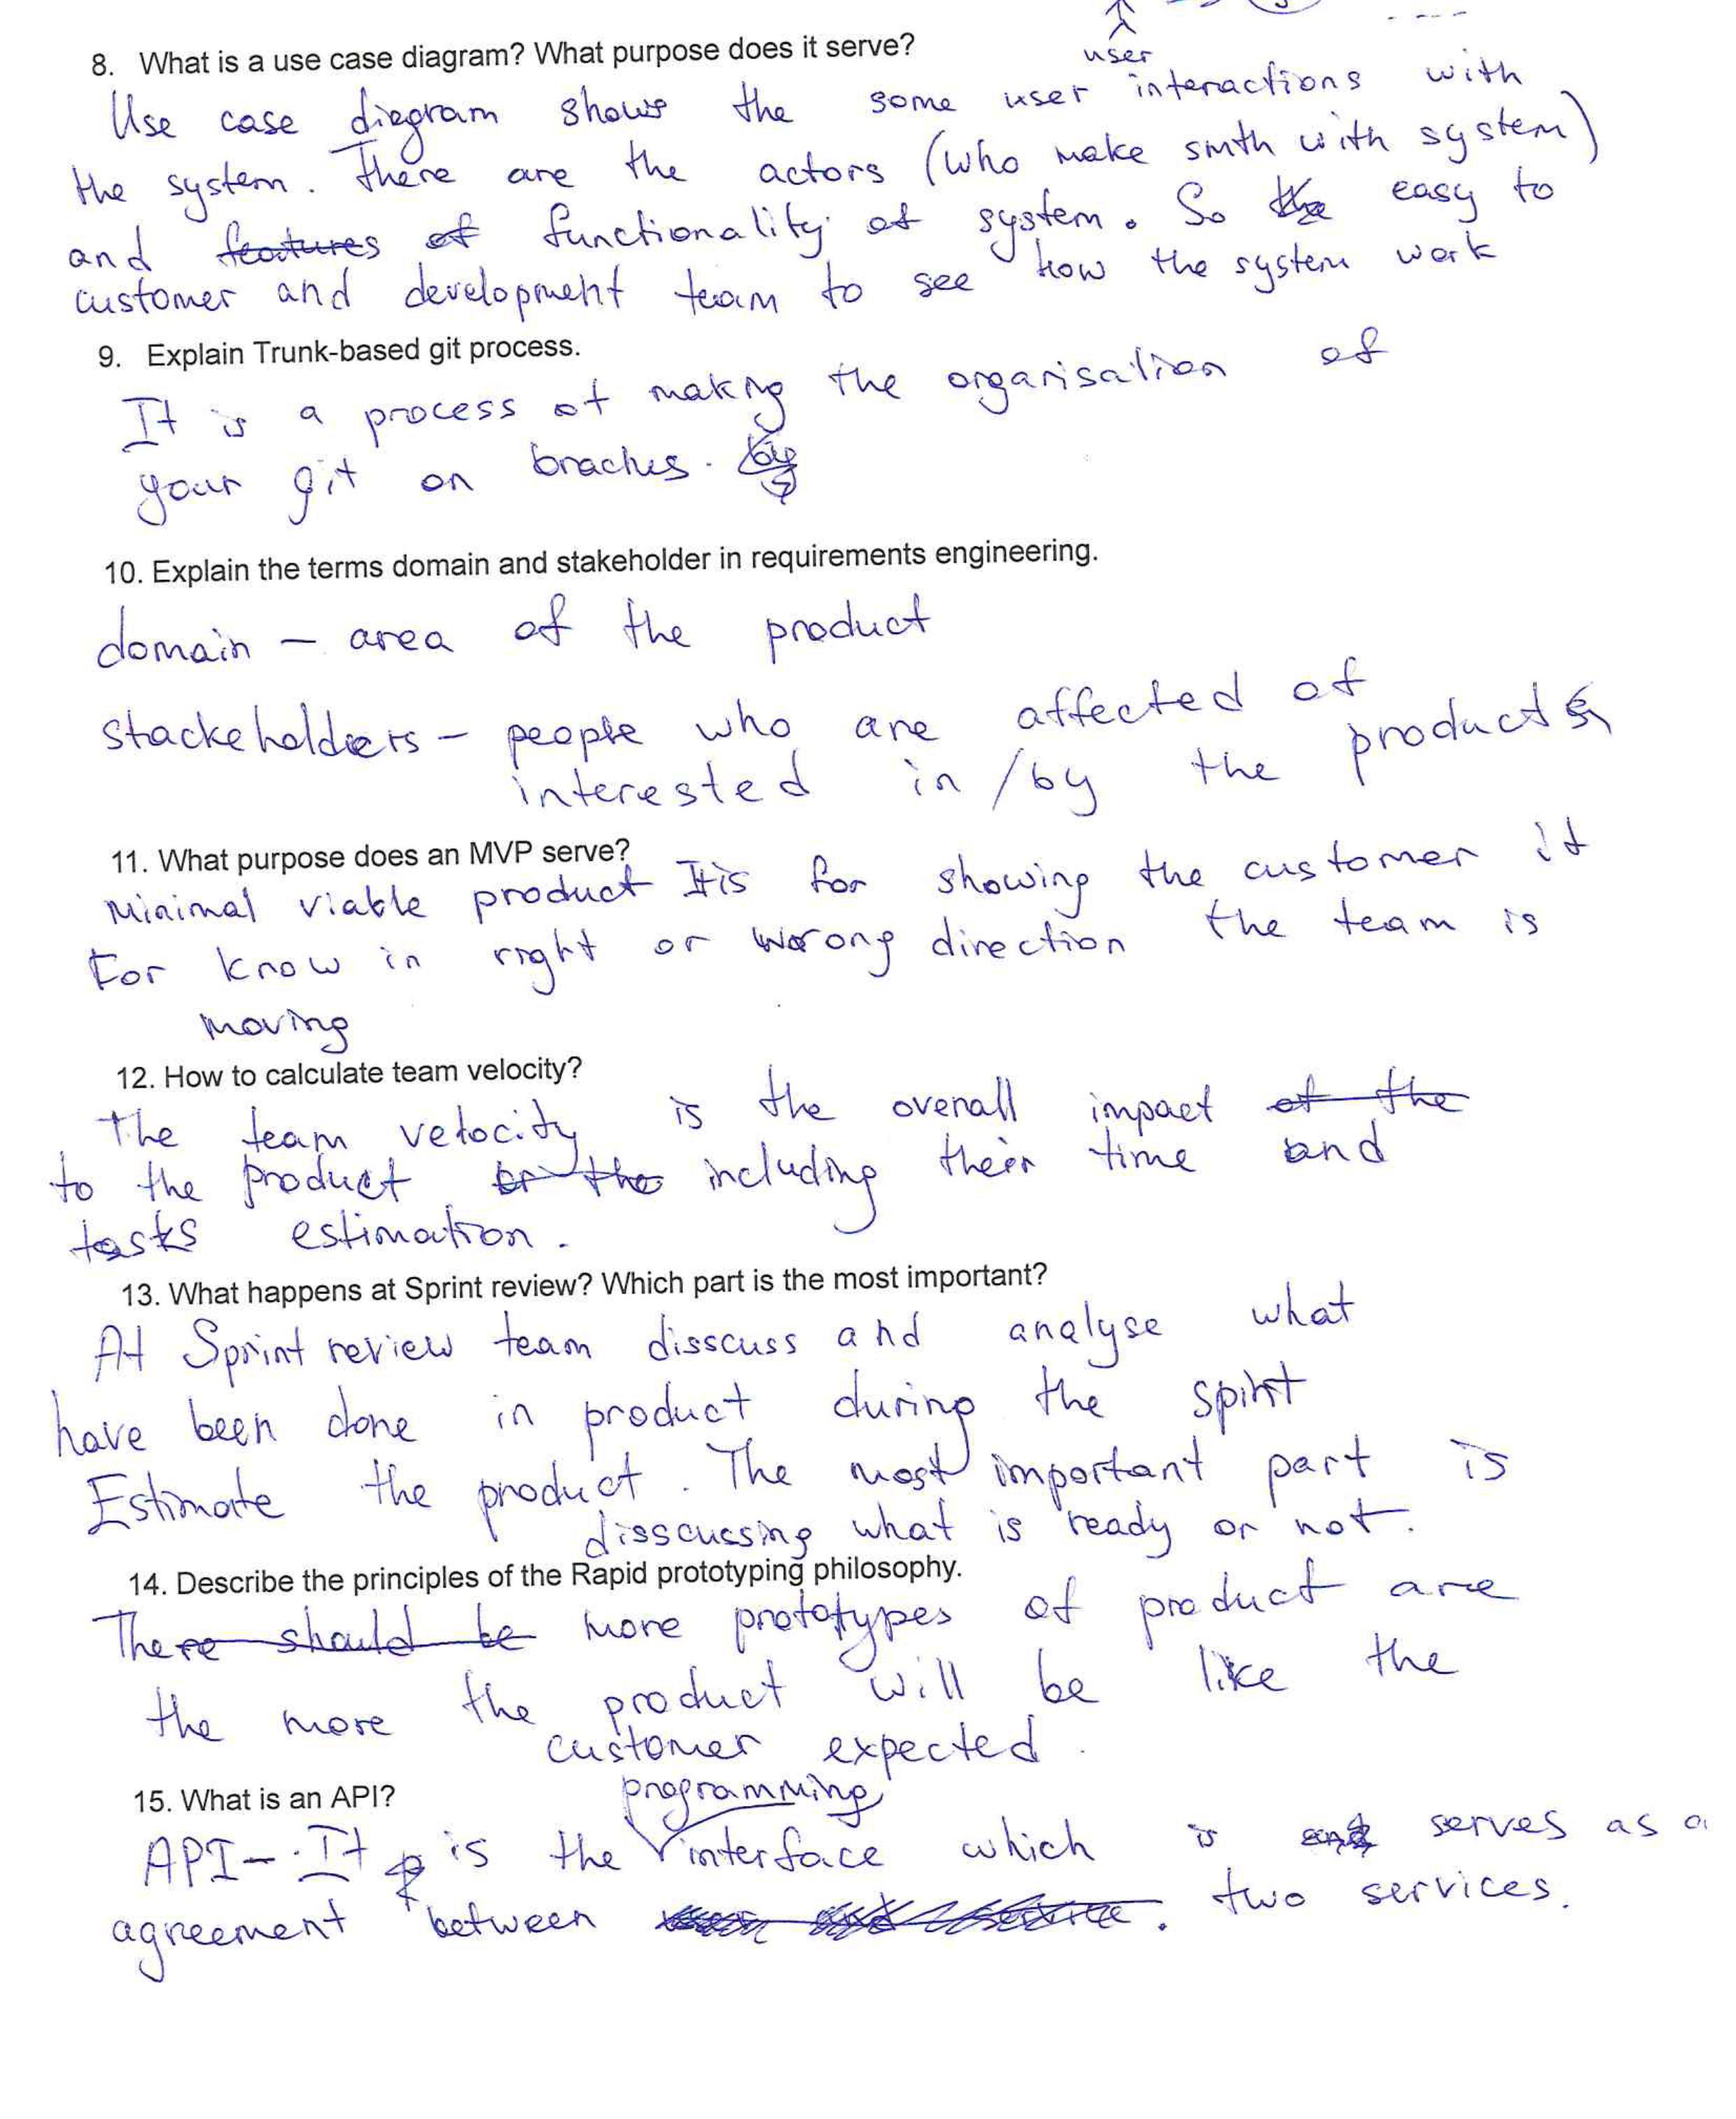 user
8. What is a use case diagram? What purpose does it serve?
Use case diegram shows the some user interactions with
the system. There are the actors (who make smth with system)
and features of functionality of system. So the easy to
customer and development team to see how the system work
9. Explain Trunk-based git process.
It is a process of making the organisation of
your git on braches. by
10. Explain the terms domain and stakeholder in requirements engineering.
domain – area of the product
stackeholders – people who are affected of
interested in /by the product
11. What purpose does an MVP serve?
Minimal viable product It is for showing the customer it
For know in right or wrong direction the team is
moving
12. How to calculate team velocity?
The team velocity is the overall impact of the
to the product or the including their time and
tasks estimation.
13. What happens at Sprint review? Which part is the most important?
At Sprint review team disscuss and analyse what
have been done in product during the spint
Estimate the product. The most important part is
disscussing what is ready or not.
14. Describe the principles of the Rapid prototyping philosophy.
There should be more prototypes of product are
the more the product will be like the
customer expected.
15. What is an API?
programming
API – It is the interface which is and serves as a
agreement between two services.